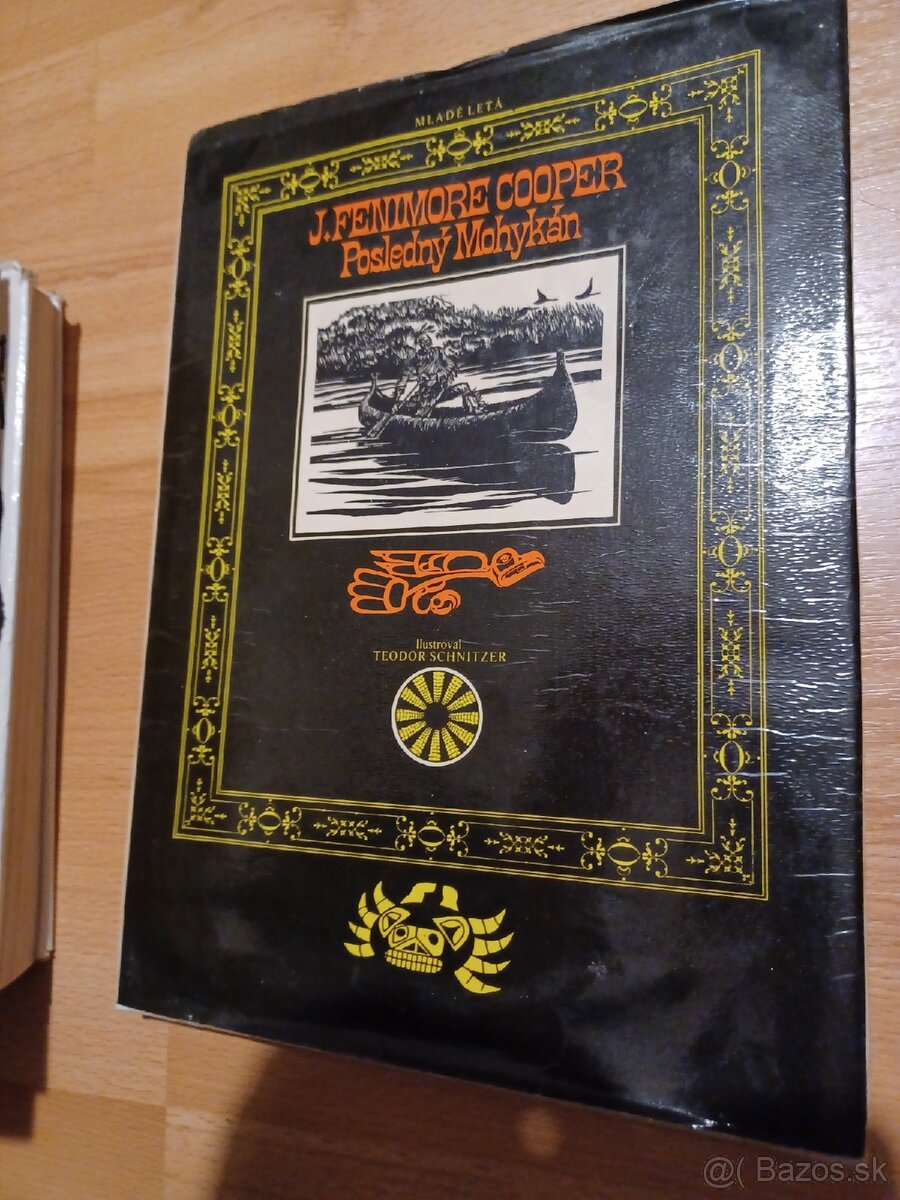 MLADÉ LETÁ
J. FENIMORE COOPER
Posledný Mohykán
Ilustroval
TEODOR SCHNITZER
@( Bazos.sk